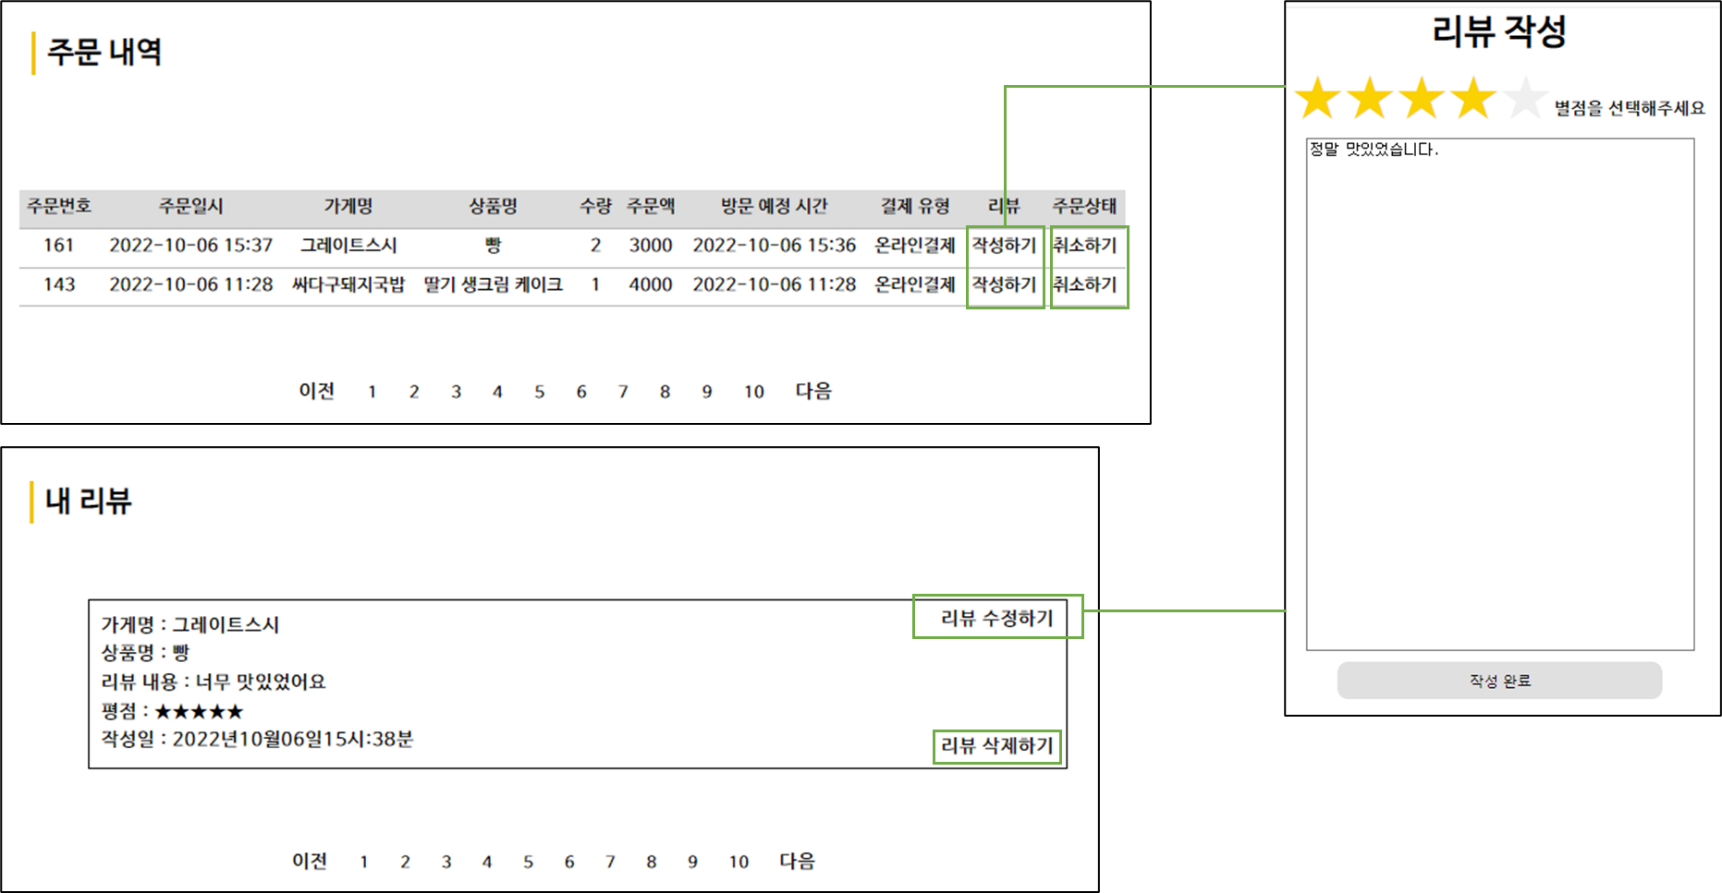 주문 내역
주문번호 주문일시 가게명 상품명 수량 주문액 방문 예정 시간 결제 유형 리뷰 주문상태
161 2022-10-06 15:37 그레이트스시 빵 2 3000 2022-10-06 15:36 온라인결제 작성하기 취소하기
143 2022-10-06 11:28 싸다구돼지국밥 딸기 생크림 케이크 1 4000 2022-10-06 11:28 온라인결제 작성하기 취소하기
이전 1 2 3 4 5 6 7 8 9 10 다음
리뷰 작성
★★★★★ 별점을 선택해주세요
정말 맛있었습니다.
작성 완료
내 리뷰
가게명 : 그레이트스시
리뷰 수정하기
상품명 : 빵
리뷰 내용 : 너무 맛있었어요
평점 : ★★★★★
작성일 : 2022년10월06일15시:38분
리뷰 삭제하기
이전 1 2 3 4 5 6 7 8 9 10 다음